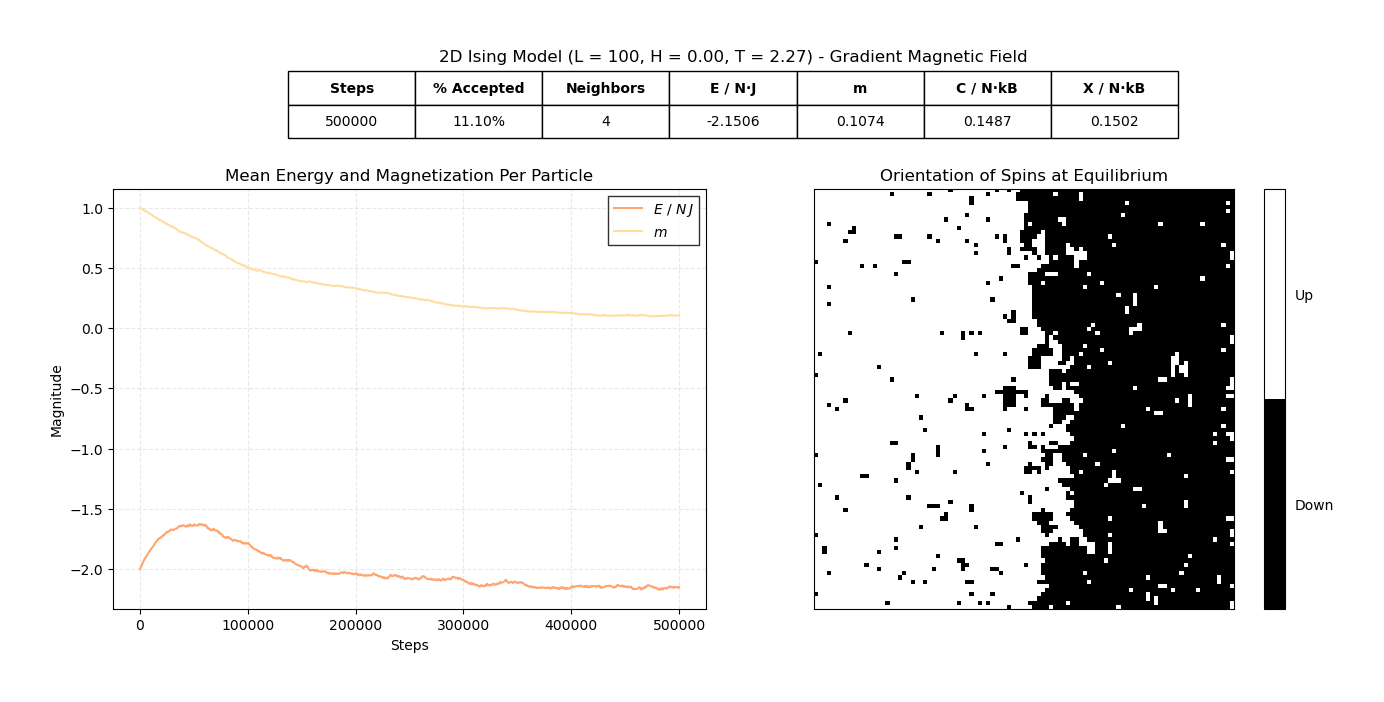 2D Ising Model (L = 100, H = 0.00, T = 2.27) - Gradient Magnetic Field
Steps % Accepted Neighbors E / N·J m C / N·kB X / N·kB
500000 11.10% 4 -2.1506 0.1074 0.1487 0.1502
Mean Energy and Magnetization Per Particle
E / NJ
m
1.0
0.5
0.0
−0.5
−1.0
−1.5
−2.0
Magnitude
0 100000 200000 300000 400000 500000
Steps
Orientation of Spins at Equilibrium
Up
Down